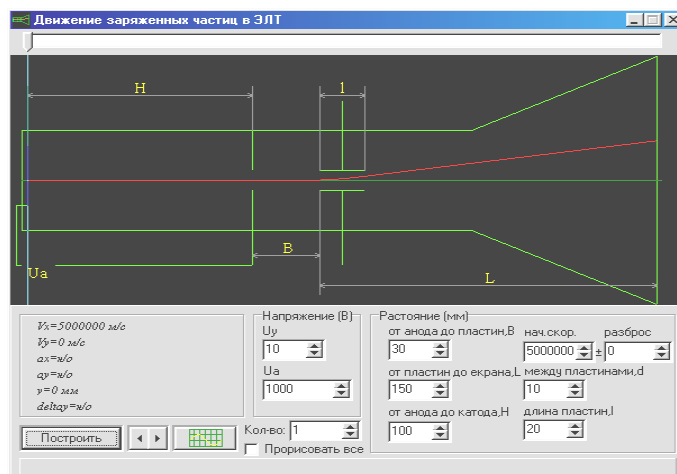 Движение заряженных частиц в ЭЛТ
H
l
B
Ua
L
Vx=5000000 м/с
Vy=0 м/с
ax=н/о
ay=н/о
y=0 мм
deltay=н/о
Построить
Напряжение (В)
Uy
10
Ua
1000
Кол-во: 1
Прорисовать все
Растояние (мм)
от анода до пластин,B
30
от пластин до екрана,L
150
от анода до катода,H
100
нач.скор. разброс
5000000 ± 0
между пластинами,d
10
длина пластин,l
20